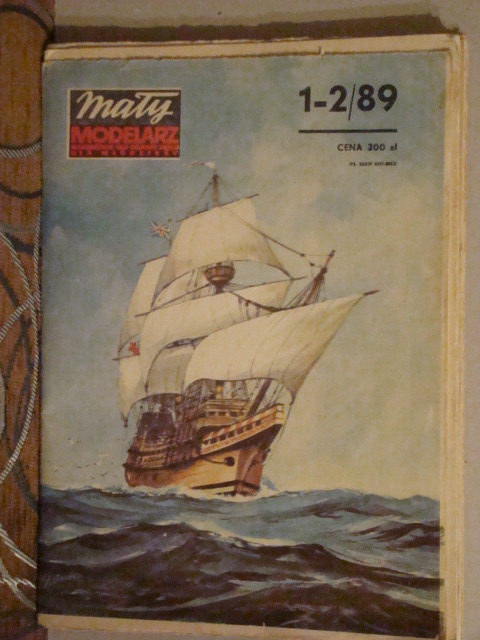 Mały
MODELARZ
1-2/89
CENA 300 zł